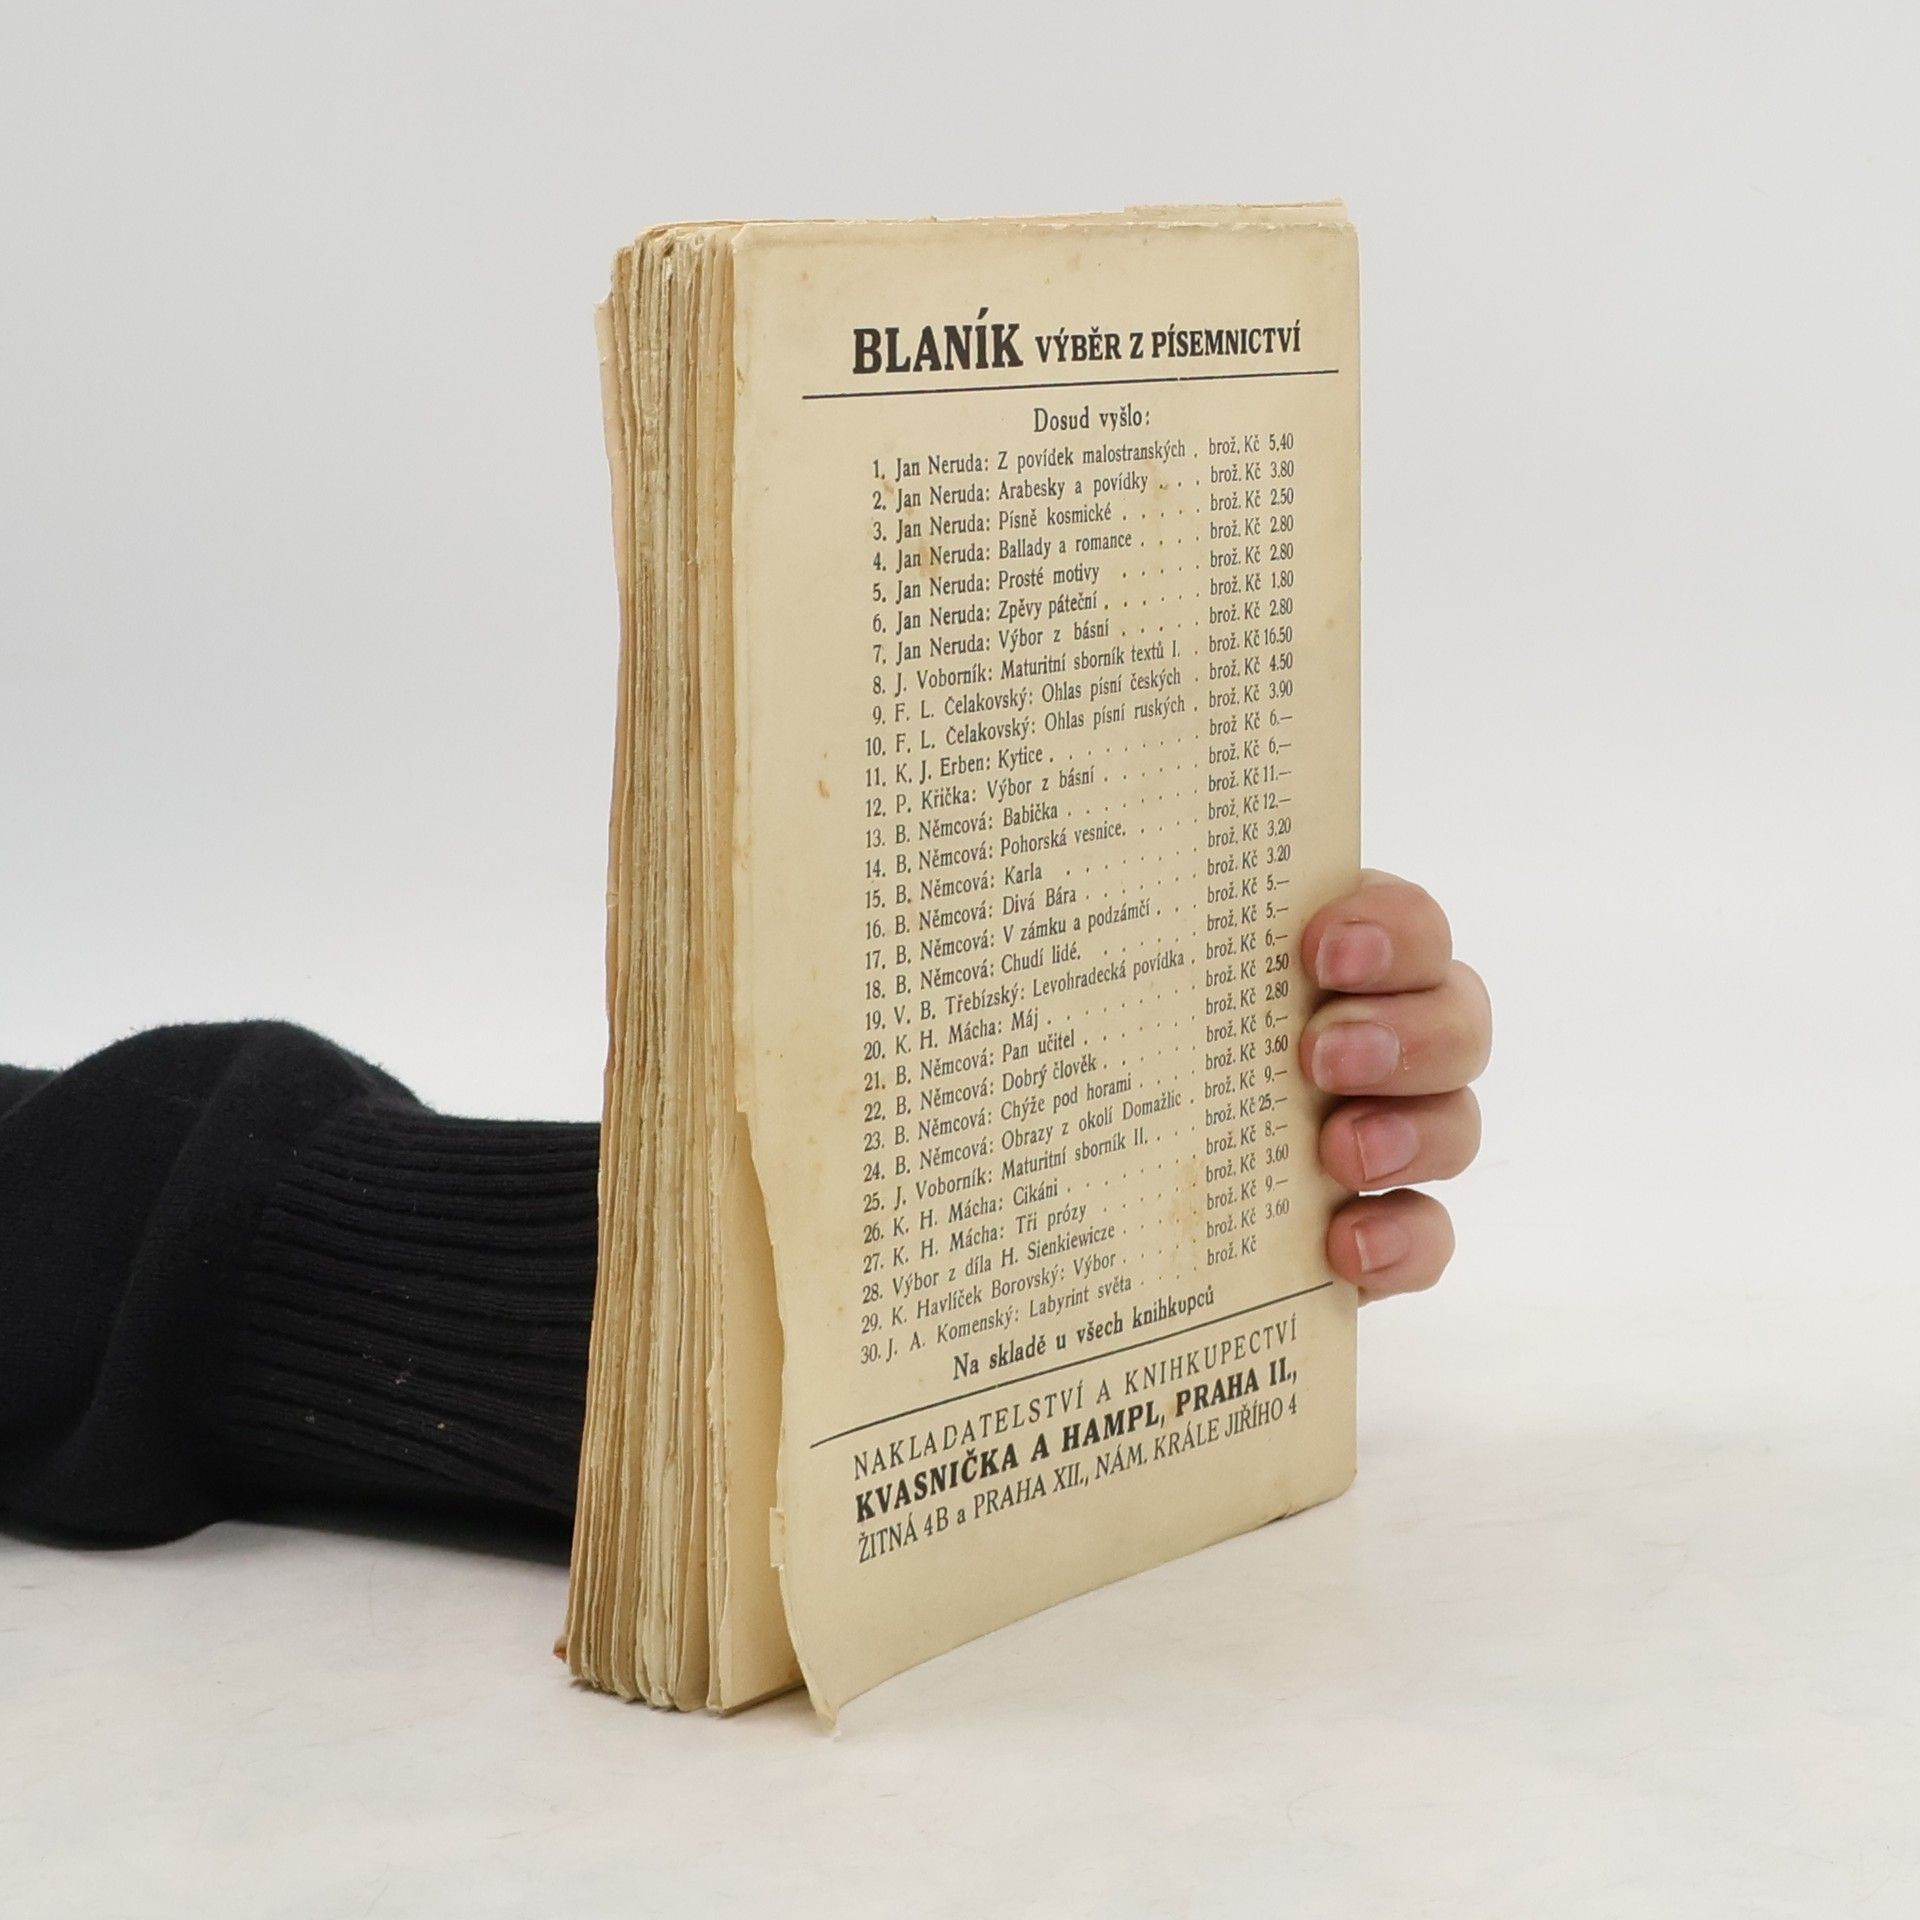 BLANÍK VÝBĚR Z PÍSEMNICTVÍ
Dosud vyšlo:
1. Jan Neruda: Z povídek malostranských . brož. Kč 5,40
2. Jan Neruda: Arabesky a povídky . . . brož. Kč 3.80
3. Jan Neruda: Písně kosmické . . . . . brož. Kč 2.50
4. Jan Neruda: Ballady a romance . . . . brož. Kč 2.80
5. Jan Neruda: Prosté motivy . . . . . brož. Kč 2.80
6. Jan Neruda: Zpěvy páteční . . . . . . brož. Kč 1.80
7. Jan Neruda: Výbor z básní . . . . . brož. Kč 2.80
8. J. Voborník: Maturitní sborník textů I. . brož. Kč 16.50
9. F. L. Čelakovský: Ohlas písní českých . brož. Kč 4.50
10. F. L. Čelakovský: Ohlas písní ruských . brož. Kč 3.90
11. K. J. Erben: Kytice . . . . . . . . brož Kč 6.—
12. P. Křička: Výbor z básní . . . . . . brož. Kč 6.—
13. B. Němcová: Babička . . . . . . . . brož. Kč 11.—
14. B. Němcová: Pohorská vesnice. . . . . brož. Kč 12.—
15. B. Němcová: Karla . . . . . . . brož. Kč 3.20
16. B. Němcová: Divá Bára . . . . . . . brož. Kč 3.20
17. B. Němcová: V zámku a podzámčí . . . brož. Kč 5.—
18. B. Němcová: Chudí lidé. . . . . . . brož. Kč 5.—
19. V. B. Třebízský: Levohradecká povídka . brož. Kč 6.—
20. K. H. Mácha: Máj . . . . . . . . brož. Kč 2.50
21. B. Němcová: Pan učitel . . . . . . brož. Kč 2.80
22. B. Němcová: Dobrý člověk . . . . . . brož. Kč 6.—
23. B. Němcová: Chýže pod horami . . . . brož. Kč 3.60
24. B. Němcová: Obrazy z okolí Domažlic . brož. Kč 9.—
25. J. Voborník: Maturitní sborník II. . . . brož. Kč 25.—
26. K. H. Mácha: Cikáni . . . . . . . . brož. Kč 8.—
27. K. H. Mácha: Tři prózy . . . . . . brož. Kč 3.60
28. Výbor z díla H. Sienkiewicze . . . . . brož. Kč 9.—
29. K. Havlíček Borovský: Výbor . . . . . brož. Kč 3.60
30. J. A. Komenský: Labyrint světa . . . . brož. Kč
Na skladě u všech knihkupců
NAKLADATELSTVÍ A KNIHKUPECTVÍ
KVASNIČKA A HAMPL, PRAHA II.,
ŽITNÁ 4B a PRAHA XII., NÁM. KRÁLE JIŘÍHO 4